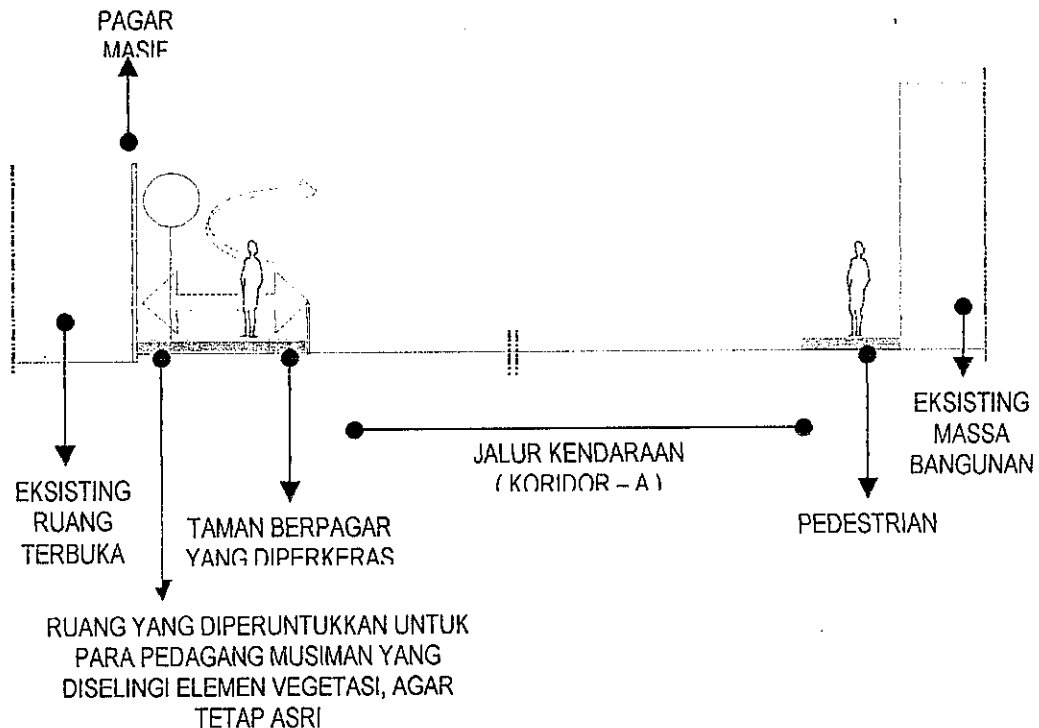 PAGAR
MASIF
JALUR KENDARAAN
( KORIDOR – A )
EKSISTING
MASSA
BANGUNAN
EKSISTING
RUANG
TERBUKA
TAMAN BERPAGAR
YANG DIPERKERAS
PEDESTRIAN
RUANG YANG DIPERUNTUKKAN UNTUK
PARA PEDAGANG MUSIMAN YANG
DISELINGI ELEMEN VEGETASI, AGAR
TETAP ASRI